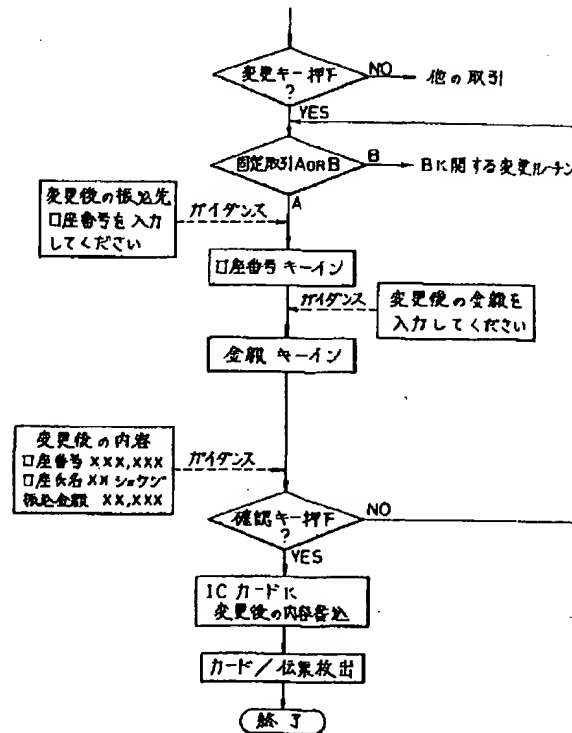 変更キー押下
?
NO
他の取引
YES
固定取引AorB
B
Bに関する変更ルーチン
A
変更後の振込先
口座番号を入力
してください
ガイダンス
口座番号 キーイン
ガイダンス
変更後の金額を
入力してください
金額 キーイン
変更後の内容
口座番号 ×××,×××
口座氏名 ×× ショウテン
振込金額 ××,×××
ガイダンス
確認キー押下
?
NO
YES
ICカードに
変更後の内容書込
カード/伝票放出
終了